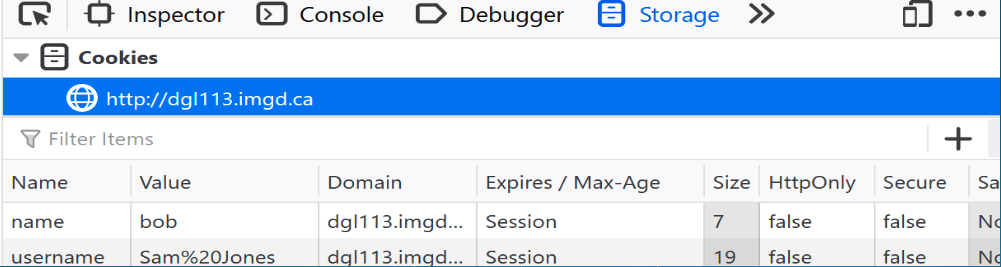 Inspector Console Debugger Storage
Cookies
http://dgl113.imgd.ca
Filter Items
Name Value Domain Expires / Max-Age Size HttpOnly Secure Sa
name bob dgl113.imgd... Session 7 false false No
username Sam%20Jones dgl113.imgd... Session 19 false false No